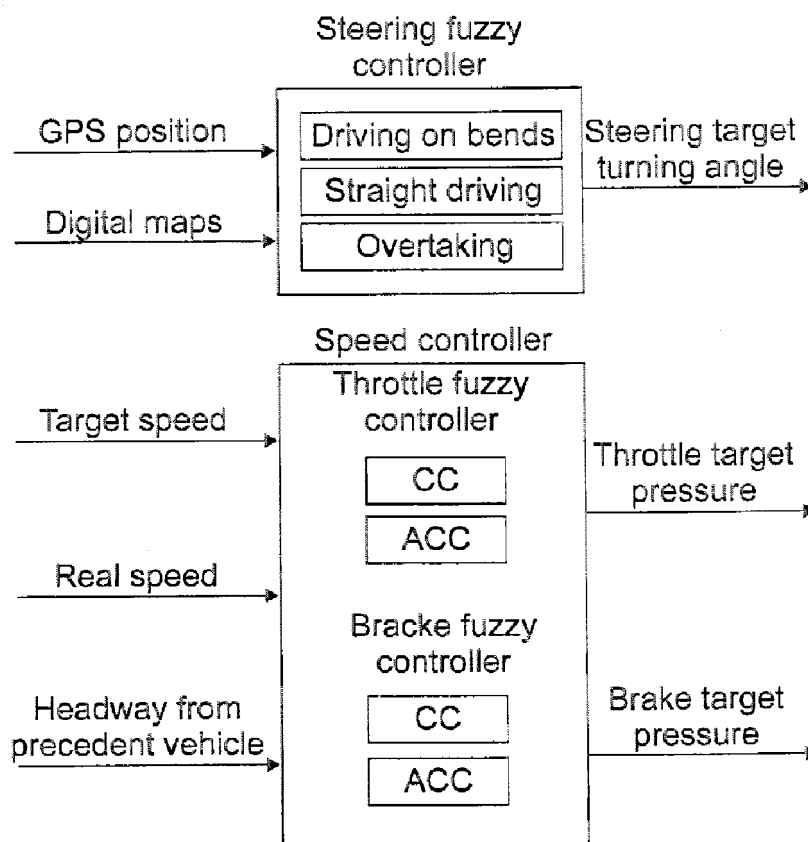 Steering fuzzy
controller
GPS position
Digital maps
Driving on bends
Straight driving
Overtaking
Steering target
turning angle
Speed controller
Throttle fuzzy
controller
Target speed
CC
ACC
Throttle target
pressure
Real speed
Bracke fuzzy
controller
Headway from
precedent vehicle
CC
ACC
Brake target
pressure